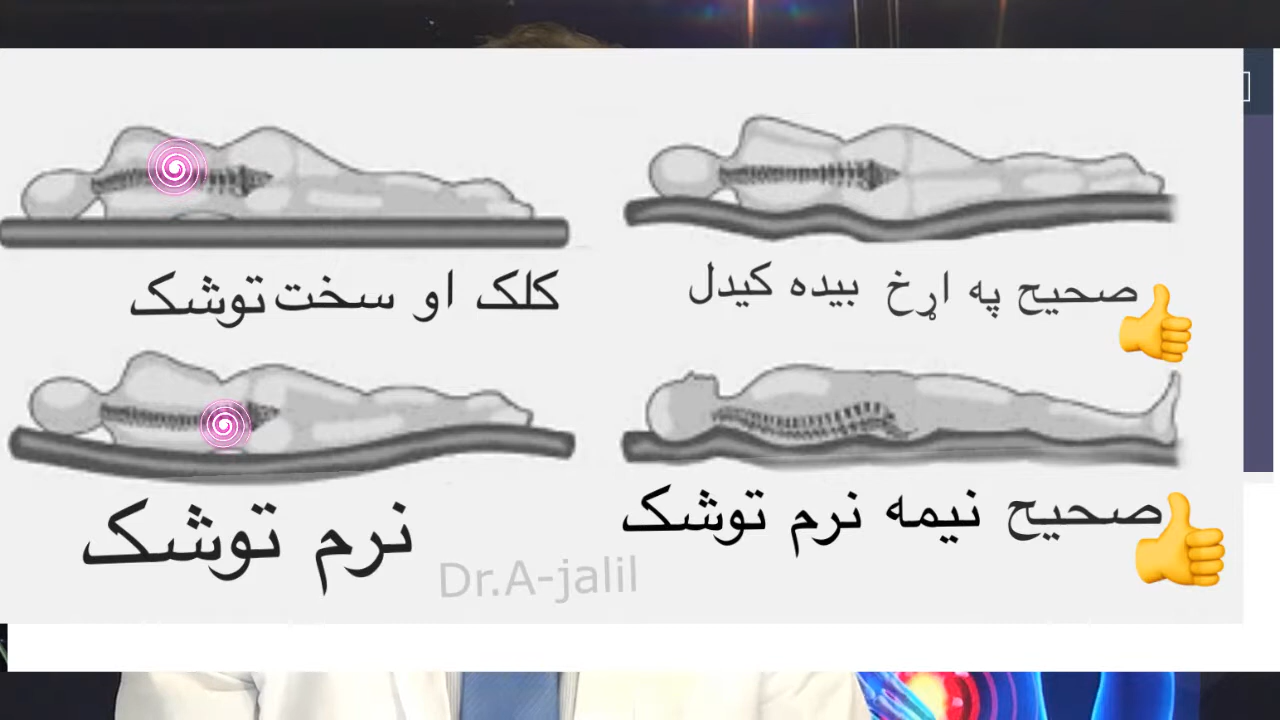 صحیح په اړخ بیده کیدل
کلک او سخت توشک
صحیح نیمه نرم توشک
نرم توشک
Dr.A-jalil